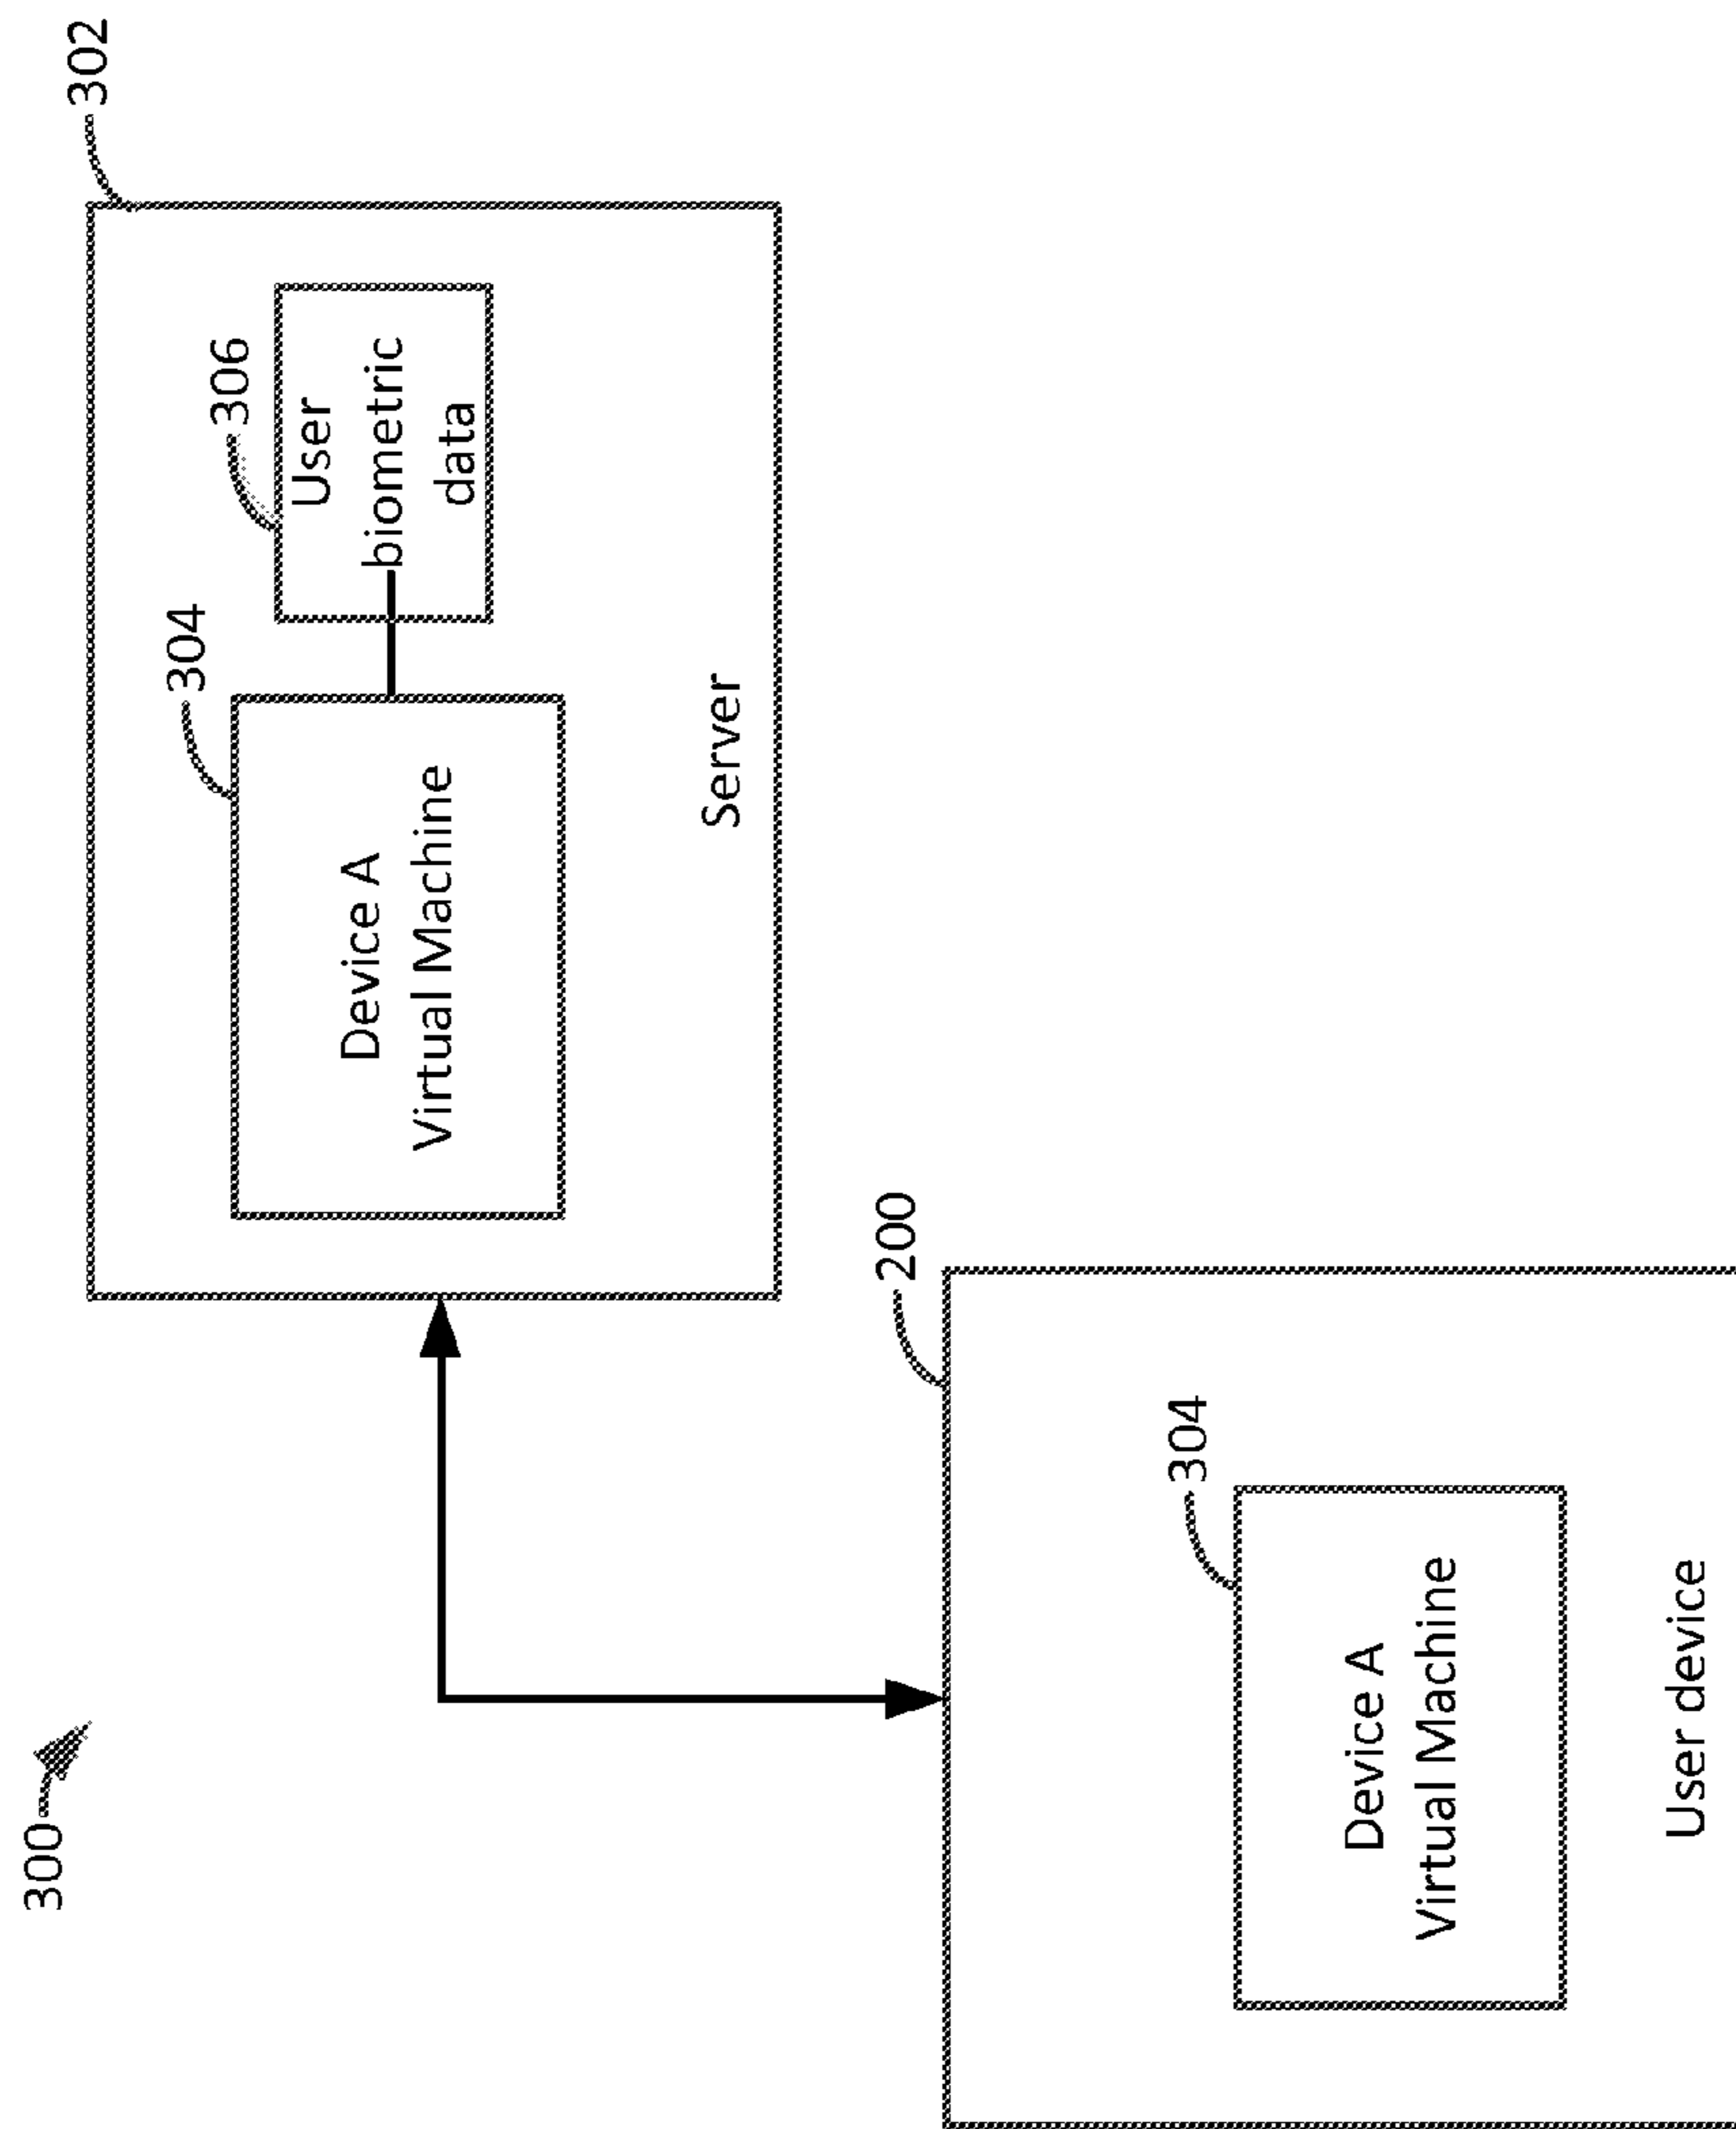 300
302
304
306
Device A
Virtual Machine
User
biometric
data
Server
200
304
Device A
Virtual Machine
User device